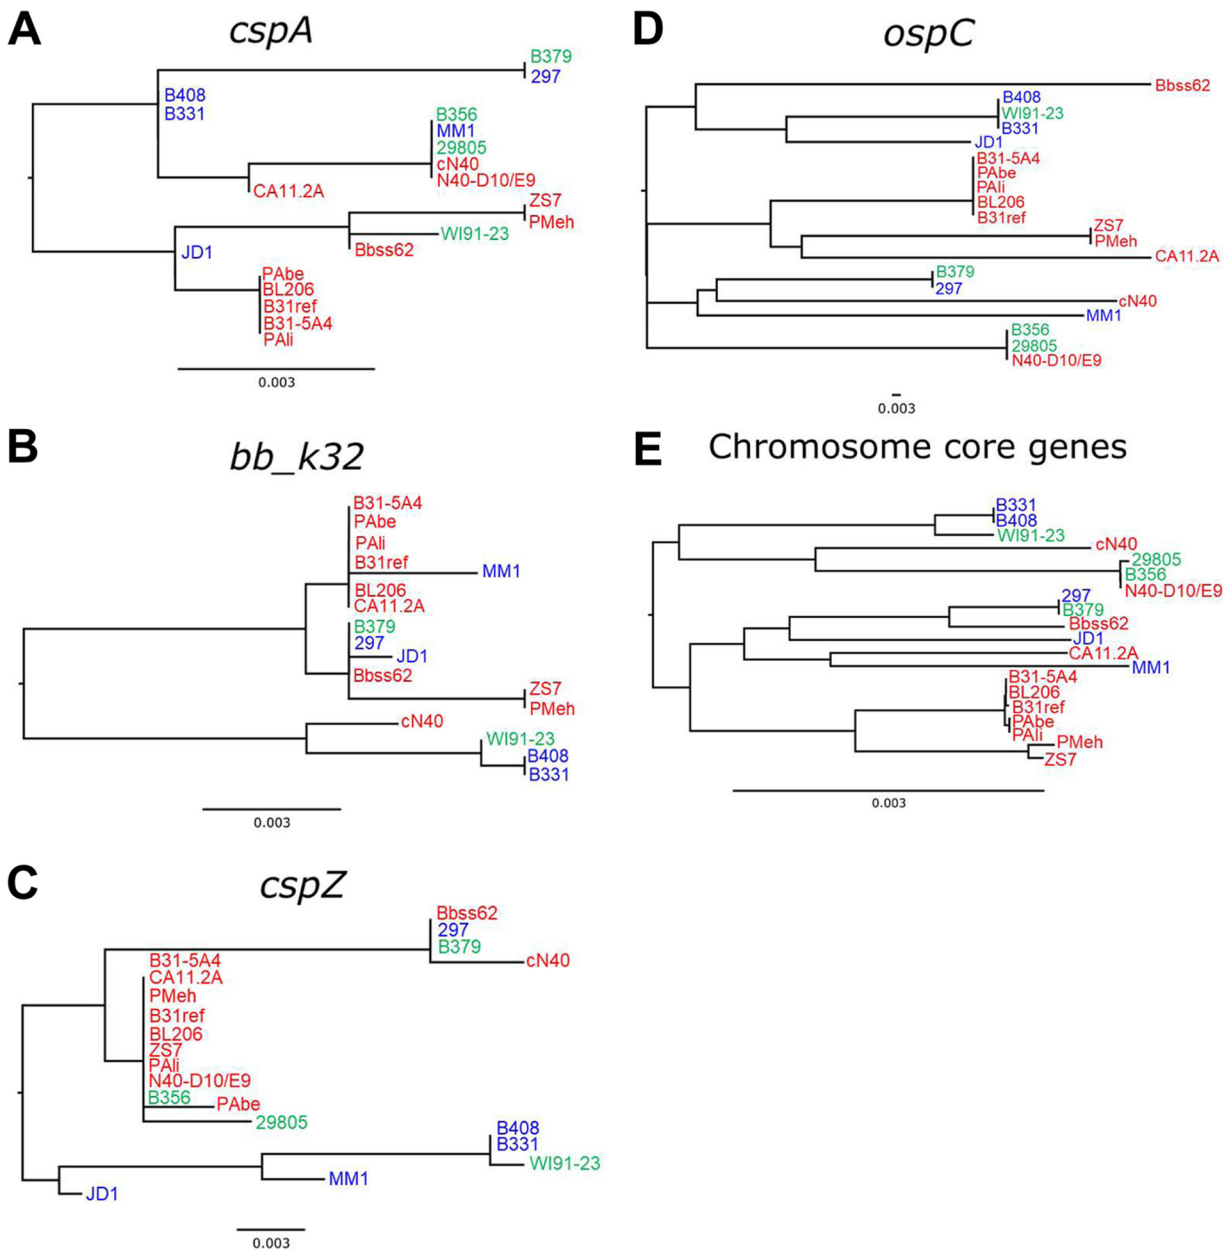 A
cspA
B379
297
B408
B331
B356
MM1
29805
cN40
N40-D10/E9
CA11.2A
ZS7
PMeh
WI91-23
Bbss62
JD1
PAbe
BL206
B31ref
B31-5A4
PAli
0.003
B
bb_k32
B31-5A4
PAbe
PAli
B31ref
MM1
BL206
CA11.2A
B379
297
JD1
Bbss62
ZS7
PMeh
cN40
WI91-23
B408
B331
0.003
C
cspZ
Bbss62
297
B379
cN40
B31-5A4
CA11.2A
PMeh
B31ref
BL206
ZS7
PAli
N40-D10/E9
B356
PAbe
29805
B408
B331
WI91-23
MM1
JD1
0.003
D
ospC
Bbss62
B408
WI91-23
B331
JD1
B31-5A4
PAbe
PAli
BL206
B31ref
ZS7
PMeh
CA11.2A
B379
297
cN40
MM1
B356
29805
N40-D10/E9
0.003
E
Chromosome core genes
B331
B408
WI91-23
cN40
29805
B356
N40-D10/E9
297
B379
Bbss62
JD1
CA11.2A
MM1
B31-5A4
BL206
B31ref
PAbe
PAli
PMeh
ZS7
0.003